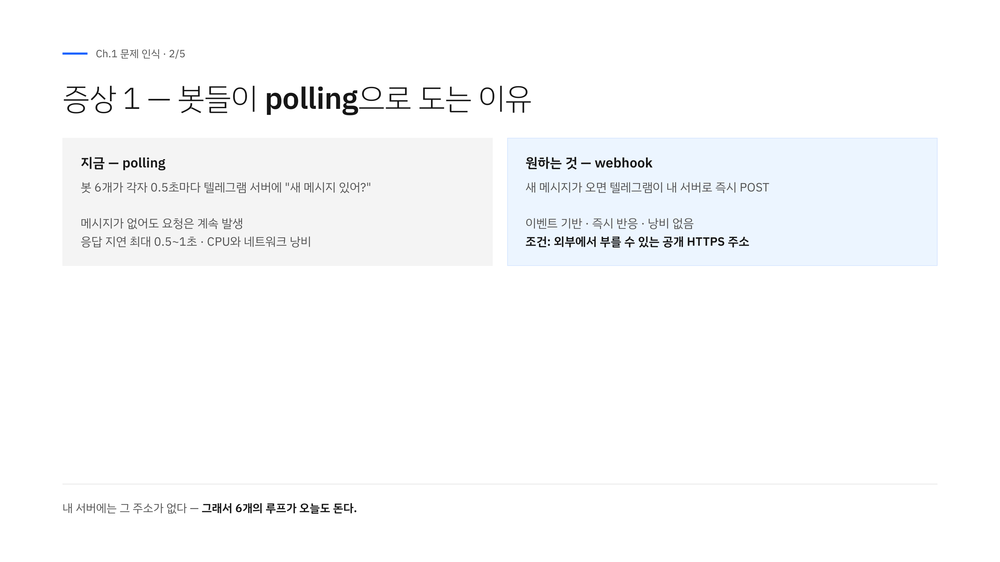 Ch.1 문제 인식 · 2/5
증상 1 — 봇들이 polling으로 도는 이유
지금 — polling
봇 6개가 각자 0.5초마다 텔레그램 서버에 "새 메시지 있어?"
메시지가 없어도 요청은 계속 발생
응답 지연 최대 0.5~1초 · CPU와 네트워크 낭비
원하는 것 — webhook
새 메시지가 오면 텔레그램이 내 서버로 즉시 POST
이벤트 기반 · 즉시 반응 · 낭비 없음
조건: 외부에서 부를 수 있는 공개 HTTPS 주소
내 서버에는 그 주소가 없다 — 그래서 6개의 루프가 오늘도 돈다.